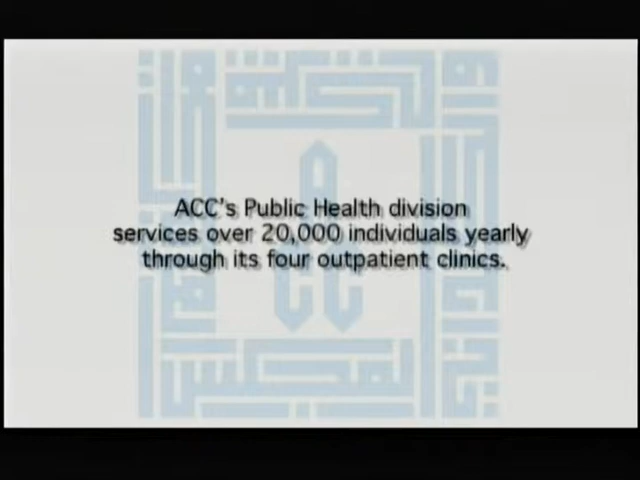 ACC's Public Health division
services over 20,000 individuals yearly
through its four outpatient clinics.